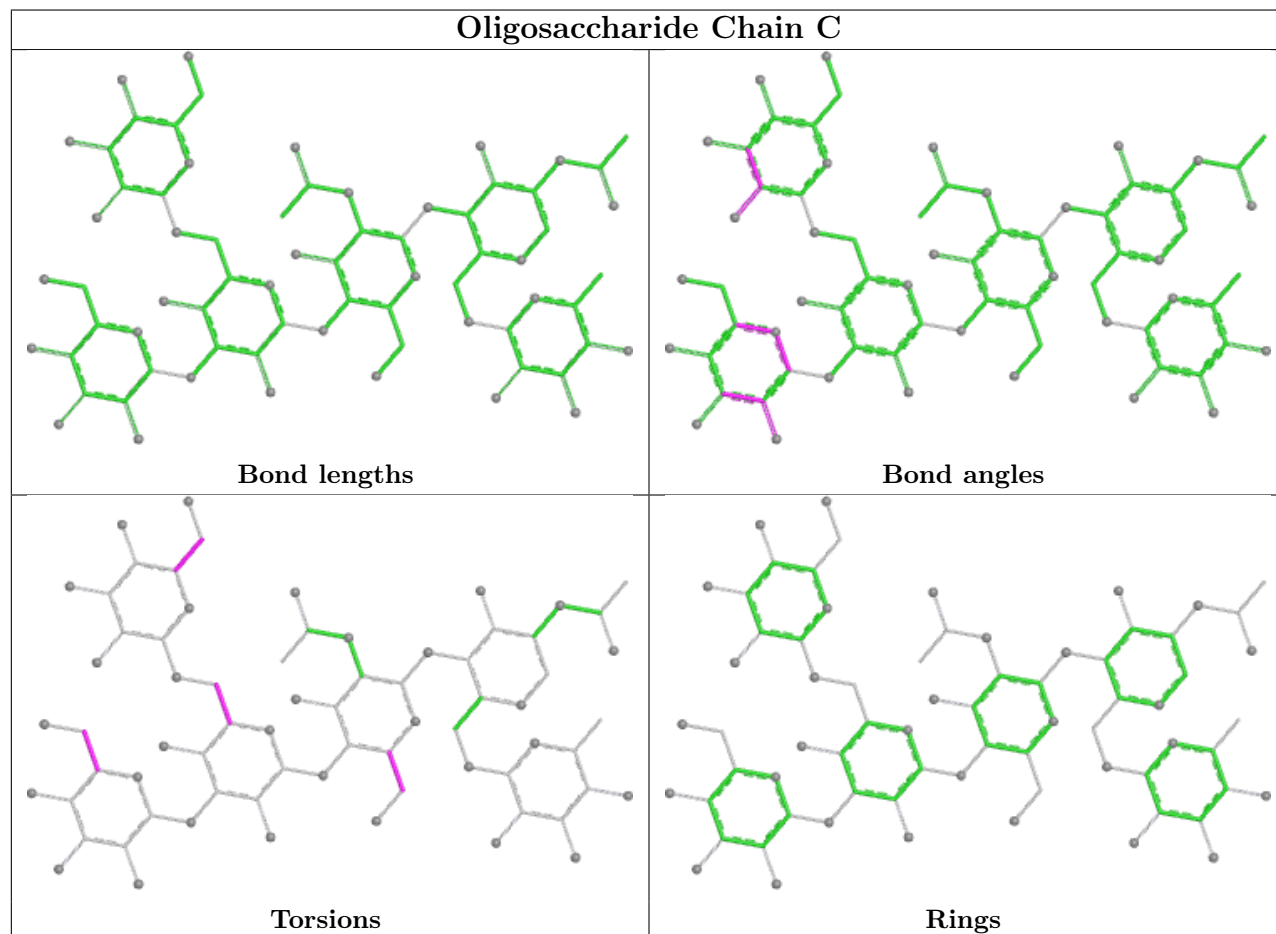 Oligosaccharide Chain C
Bond lengths
Bond angles
Torsions
Rings